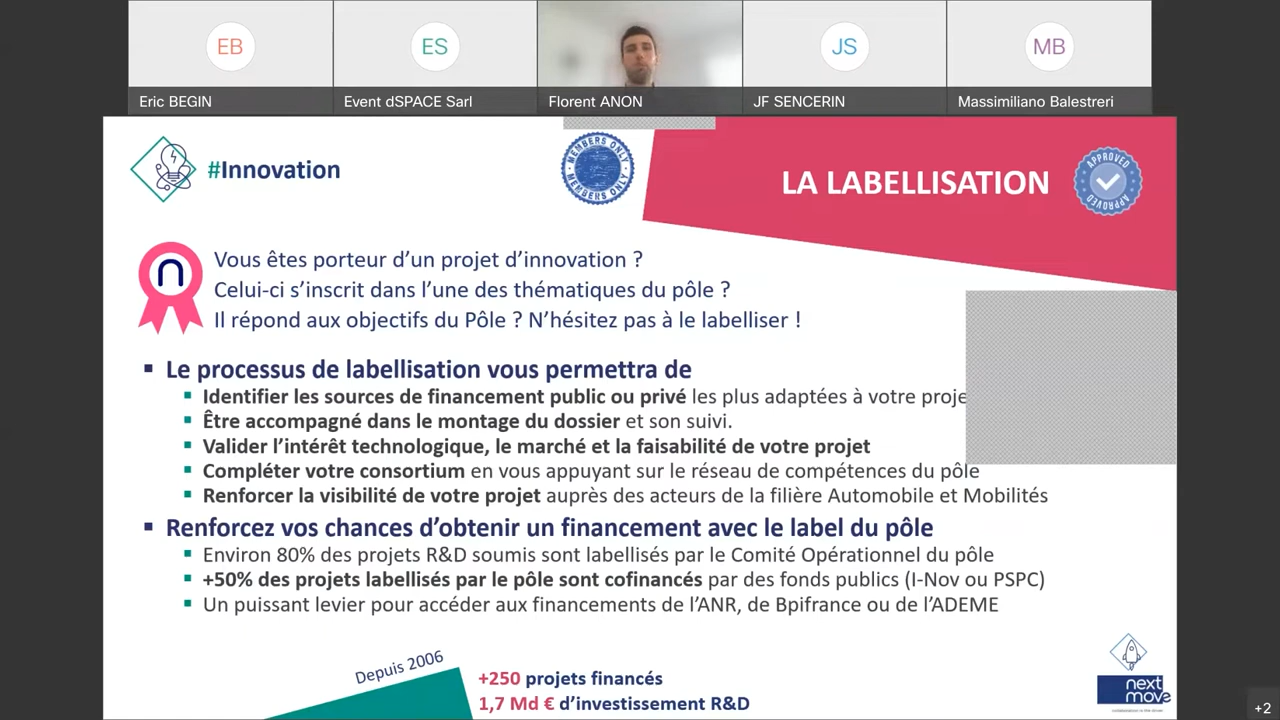 EB
ES
JS
MB
Eric BEGIN
Event dSPACE Sarl
Florent ANON
JF SENCERIN
Massimiliano Balestreri
#Innovation
MEMBERS ONLY
MEMBERS ONLY
LA LABELLISATION
APPROVED
APPROVED
Vous êtes porteur d’un projet d’innovation ?
Celui-ci s’inscrit dans l’une des thématiques du pôle ?
Il répond aux objectifs du Pôle ? N’hésitez pas à le labelliser !
Le processus de labellisation vous permettra de
Identifier les sources de financement public ou privé les plus adaptées à votre proje
Être accompagné dans le montage du dossier et son suivi.
Valider l’intérêt technologique, le marché et la faisabilité de votre projet
Compléter votre consortium en vous appuyant sur le réseau de compétences du pôle
Renforcer la visibilité de votre projet auprès des acteurs de la filière Automobile et Mobilités
Renforcez vos chances d’obtenir un financement avec le label du pôle
Environ 80% des projets R&D soumis sont labellisés par le Comité Opérationnel du pôle
+50% des projets labellisés par le pôle sont cofinancés par des fonds publics (I-Nov ou PSPC)
Un puissant levier pour accéder aux financements de l’ANR, de Bpifrance ou de l’ADEME
Depuis 2006
+250 projets financés
1,7 Md € d’investissement R&D
next
move
+2